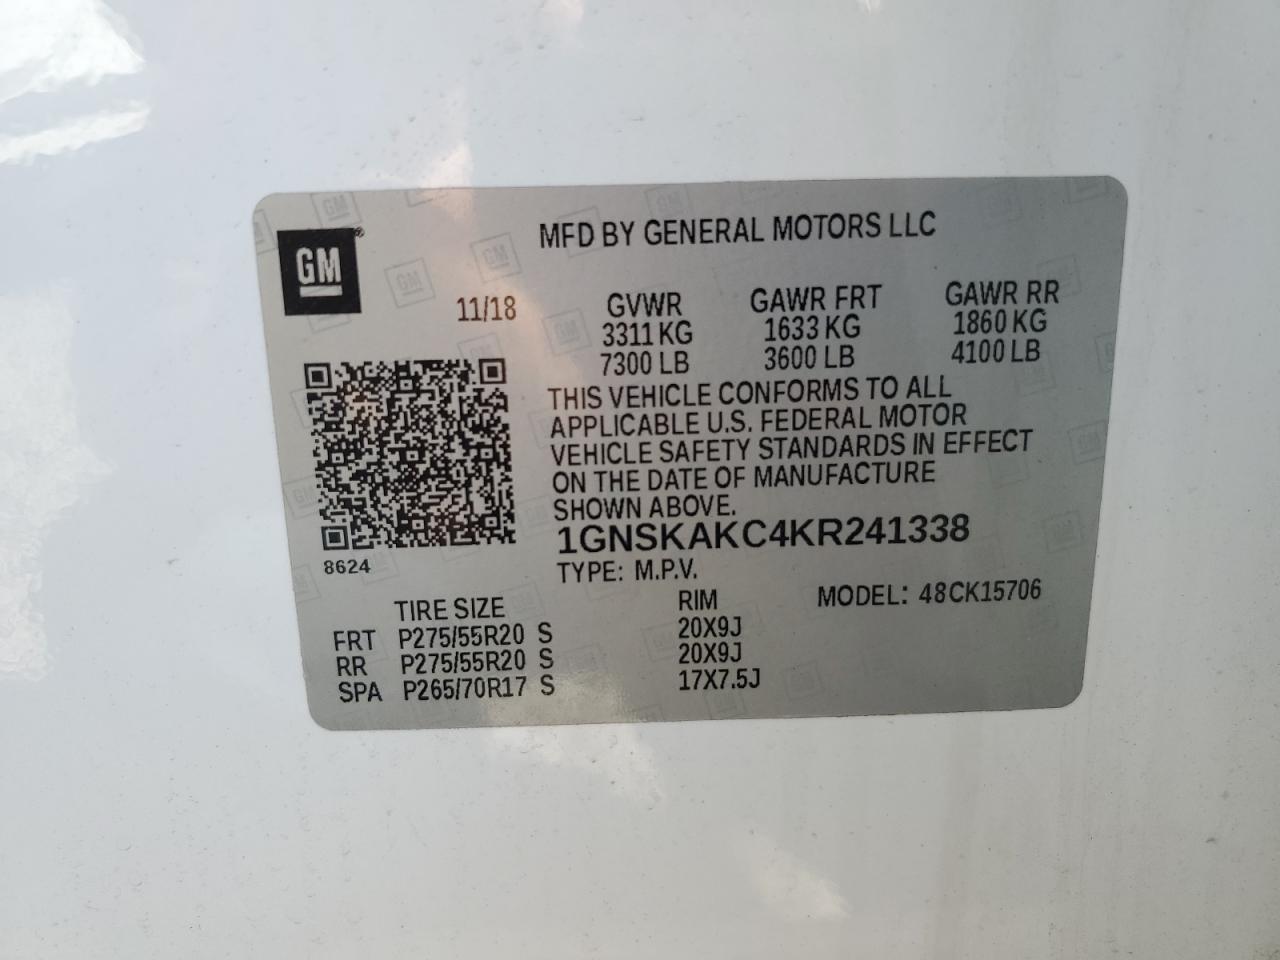 MFD BY GENERAL MOTORS LLC
GM®
11/18
GVWR GAWR FRT GAWR RR
3311 KG 1633 KG 1860 KG
7300 LB 3600 LB 4100 LB
THIS VEHICLE CONFORMS TO ALL
APPLICABLE U.S. FEDERAL MOTOR
VEHICLE SAFETY STANDARDS IN EFFECT
ON THE DATE OF MANUFACTURE
SHOWN ABOVE.
1GNSKAKC4KR241338
8624
TYPE: M.P.V.
MODEL: 48CK15706
TIRE SIZE RIM
FRT P275/55R20 S 20X9J
RR P275/55R20 S 20X9J
SPA P265/70R17 S 17X7.5J